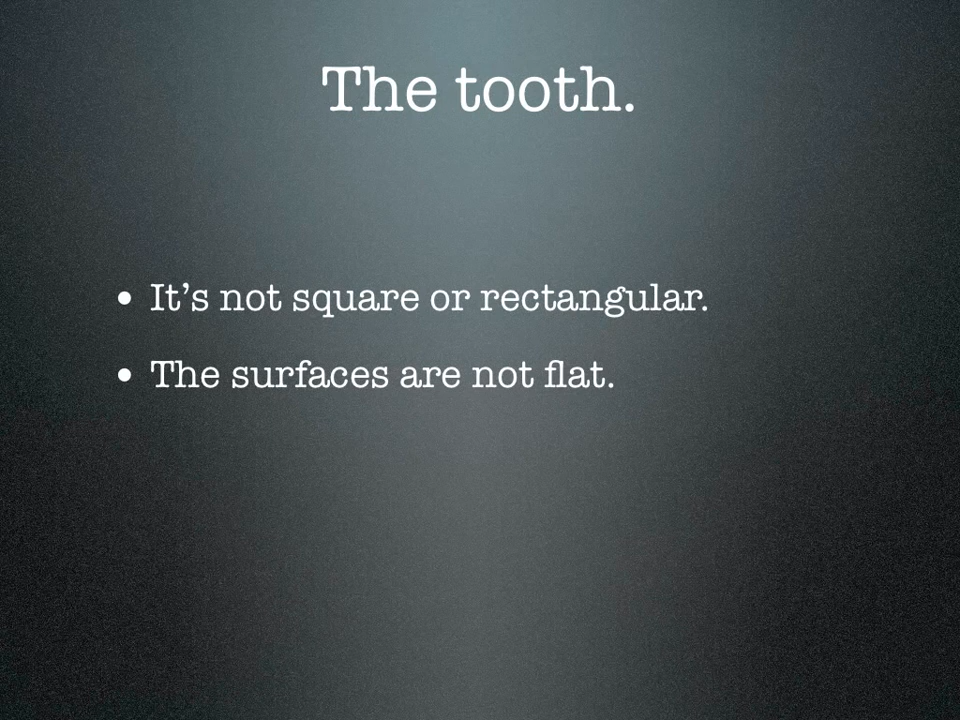 The tooth.
• It’s not square or rectangular.
• The surfaces are not flat.